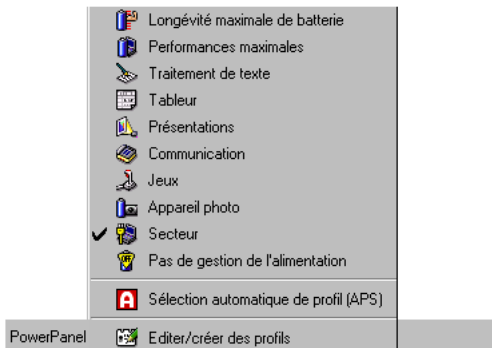 Longévité maximale de batterie
Performances maximales
Traitement de texte
Tableur
Présentations
Communication
Jeux
Appareil photo
Secteur
Pas de gestion de l'alimentation
Sélection automatique de profil (APS)
PowerPanel Editer/créer des profils